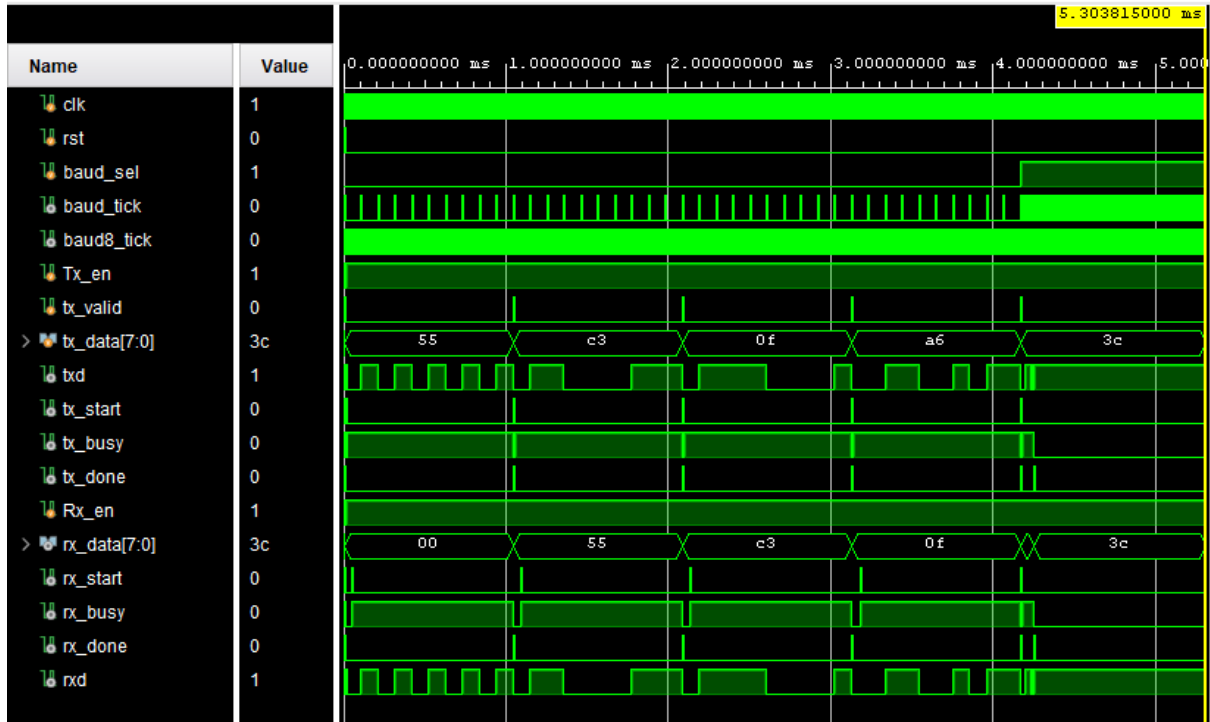 5.303815000 ms
Name Value 0.000000000 ms 1.000000000 ms 2.000000000 ms 3.000000000 ms 4.000000000 ms 5.000
clk 1
rst 0
baud_sel 1
baud_tick 0
baud8_tick 0
Tx_en 1
tx_valid 0
> tx_data[7:0] 3c 55 c3 0f a6 3c
txd 1
tx_start 0
tx_busy 0
tx_done 0
Rx_en 1
> rx_data[7:0] 3c 00 55 c3 0f 3c
rx_start 0
rx_busy 0
rx_done 0
rxd 1